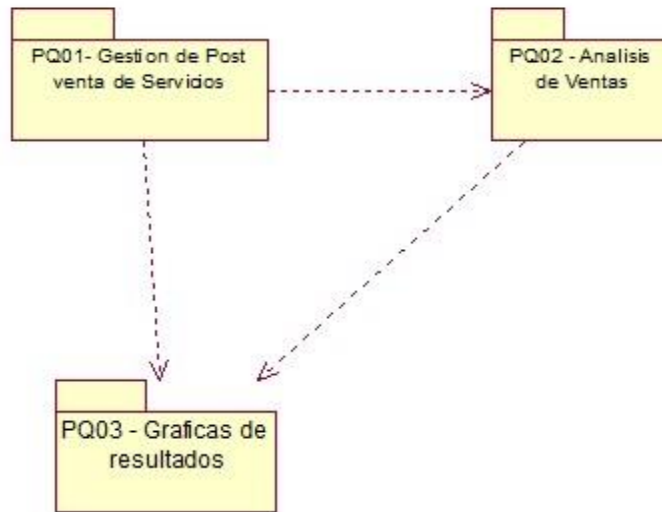 PQ01- Gestion de Post
venta de Servicios
PQ02 - Analisis
de Ventas
PQ03 - Graficas de
resultados